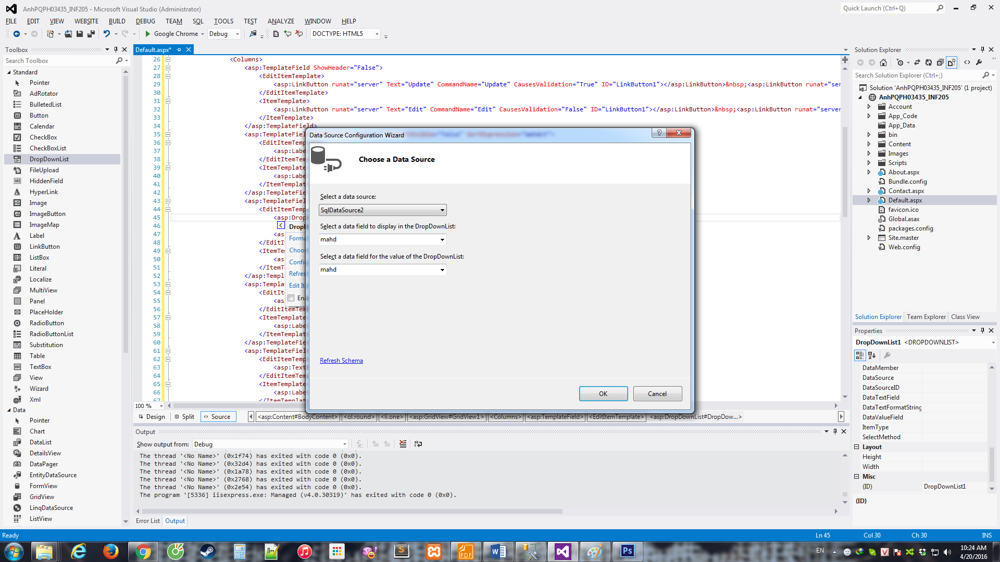 AnhPQPH03435_INF205 - Microsoft Visual Studio (Administrator)
Quick Launch (Ctrl+Q)
FILE EDIT VIEW WEBSITE BUILD DEBUG TEAM SQL TOOLS TEST ANALYZE WINDOW HELP
Google Chrome Debug DOCTYPE: HTML5
Toolbox
Search Toolbox
Standard
Pointer
AdRotator
BulletedList
Button
Calendar
CheckBox
CheckBoxList
DropDownList
FileUpload
HiddenField
HyperLink
Image
ImageButton
ImageMap
Label
LinkButton
ListBox
Literal
Localize
MultiView
Panel
PlaceHolder
RadioButton
RadioButtonList
Substitution
Table
TextBox
View
Wizard
Xml
Data
Pointer
Chart
DataList
DetailsView
DataPager
EntityDataSource
FormView
GridView
LinqDataSource
ListView
Default.aspx*
26 <Columns>
27 <asp:TemplateField ShowHeader="False">
28 <EditItemTemplate>
29 <asp:LinkButton runat="server" Text="Update" CommandName="Update" CausesValidation="True" ID="LinkButton1"></asp:LinkButton>&nbsp;<asp:LinkButton runat="ser
30 </EditItemTemplate>
31 <ItemTemplate>
32 <asp:LinkButton runat="server" Text="Edit" CommandName="Edit" CausesValidation="False" ID="LinkButton1"></asp:LinkButton>&nbsp;<asp:LinkButton runat="server
33 </ItemTemplate>
34 </asp:TemplateField>
35 <asp:TemplateFiel
36 <EditItemTemp
37 <asp:Labe
38 </EditItemTem
39 <ItemTemplate
40 <asp:Labe
41 </ItemTemplat
42 </asp:TemplateFie
43 <asp:TemplateFiel
44 <EditItemTemp
45 <asp:Drop
46
47 <as
48 </EditI
49 <ItemTe
50 <as
51 </ItemT
52 </asp:Templ
53 <asp:Templa
54 <EditIt
55 <as
56 </EditItemTem
57 <ItemTemplate
58 <asp:Labe
59 </ItemTemplat
60 </asp:TemplateFie
61 <asp:TemplateFiel
62 <EditItemTemp
63 <asp:Text
64 </EditItemTem
65 <ItemTemplate
66 <asp:Labe
67 </ItemTemplat
Dropl
Forma
Choos
Confi
Refres
Edit It
Ena
Data Source Configuration Wizard
Choose a Data Source
Select a data source:
SqlDataSource2
Select a data field to display in the DropDownList:
mahd
Select a data field for the value of the DropDownList:
mahd
Refresh Schema
OK Cancel
100 %
Design Split Source <asp:Content#BodyContent> <ol.round> <li.one> <asp:GridView#GridView1> <Columns> <asp:TemplateField> <EditItemTemplate> <asp:DropDownList#DropDow...>
Output
Show output from: Debug
The thread '<No Name>' (0x1f74) has exited with code 0 (0x0).
The thread '<No Name>' (0x32d4) has exited with code 0 (0x0).
The thread '<No Name>' (0x1a78) has exited with code 0 (0x0).
The thread '<No Name>' (0x2768) has exited with code 0 (0x0).
The thread '<No Name>' (0x2e54) has exited with code 0 (0x0).
The program '[5336] iisexpress.exe: Managed (v4.0.30319)' has exited with code 0 (0x0).
Error List Output
Solution Explorer
Search Solution Explorer (Ctrl+;)
Solution 'AnhPQPH03435_INF205' (1 project)
AnhPQPH03435_INF205
Account
App_Code
App_Data
bin
Content
Images
Scripts
About.aspx
Bundle.config
Contact.aspx
Default.aspx
favicon.ico
Global.asax
packages.config
Site.master
Web.config
Solution Explorer Team Explorer Class View
Properties
DropDownList1 <DROPDOWNLIST>
DataMember
DataSource
DataSourceID
DataTextField
DataTextFormatString
DataValueField
ItemType
SelectMethod
Layout
Height
Width
Misc
(ID) DropDownList1
(ID)
Ready Ln 45 Col 30 Ch 30 INS
PDF
Ps
EN
10:24 AM
4/20/2016